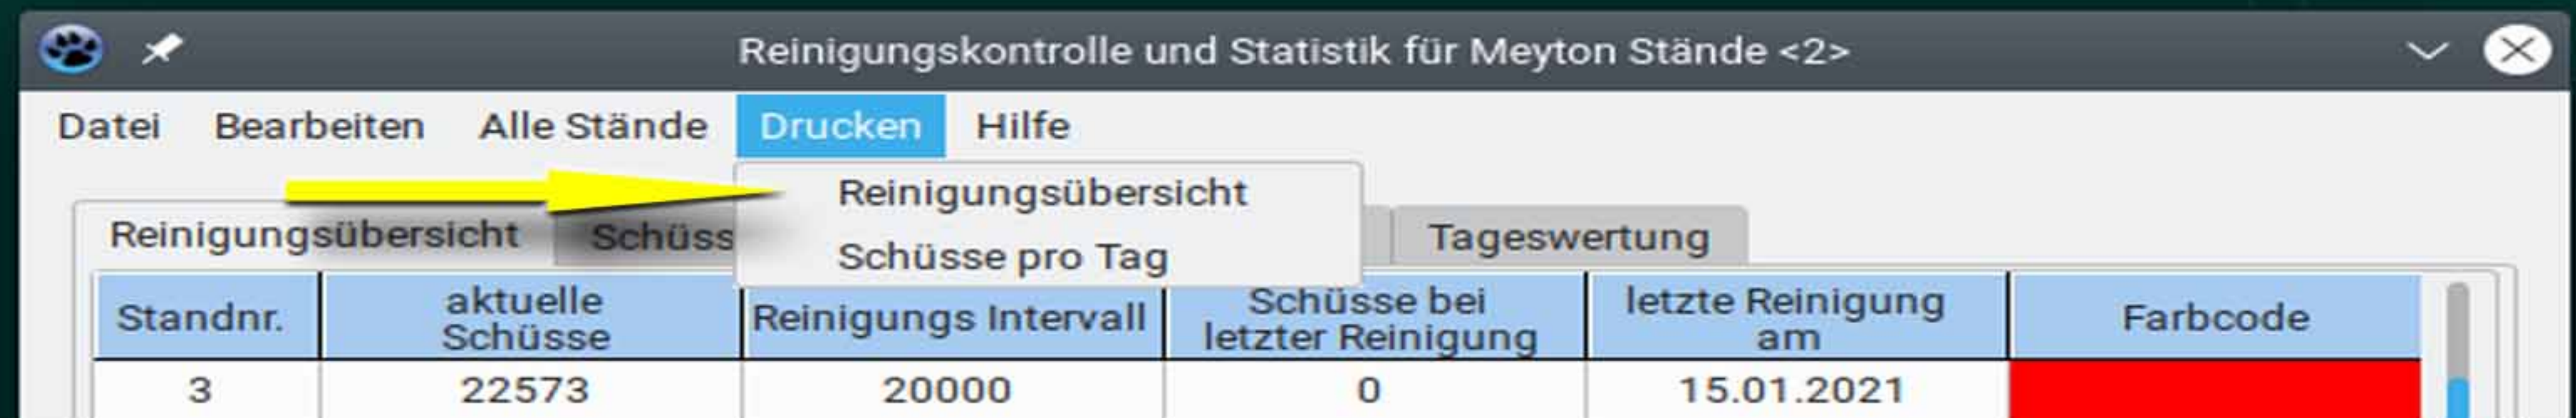 Reinigungskontrolle und Statistik für Meyton Stände <2>
Datei Bearbeiten Alle Stände Drucken Hilfe
Reinigungsübersicht
Schüsse pro Tag
Reinigungsübersicht Schüss Tageswertung
Standnr. aktuelle Schüsse Reinigungs Intervall Schüsse bei letzter Reinigung letzte Reinigung am Farbcode
3 22573 20000 0 15.01.2021